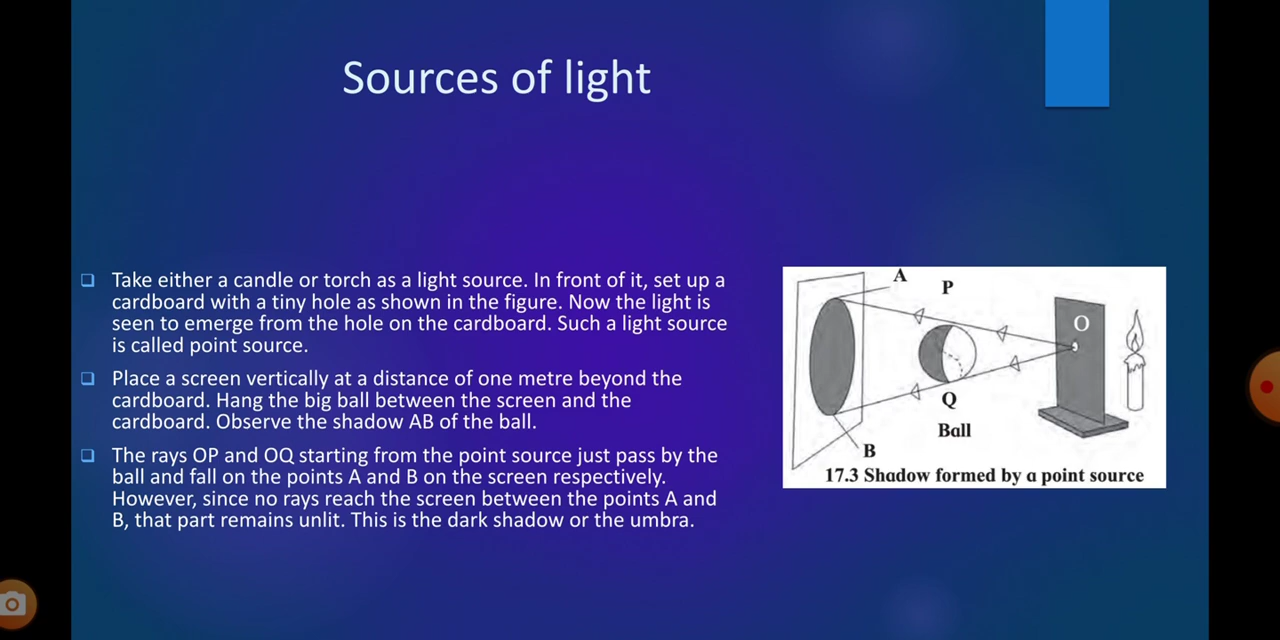 Sources of light
Take either a candle or torch as a light source. In front of it, set up a
cardboard with a tiny hole as shown in the figure. Now the light is
seen to emerge from the hole on the cardboard. Such a light source
is called point source.
Place a screen vertically at a distance of one metre beyond the
cardboard. Hang the big ball between the screen and the
cardboard. Observe the shadow AB of the ball.
The rays OP and OQ starting from the point source just pass by the
ball and fall on the points A and B on the screen respectively.
However, since no rays reach the screen between the points A and
B, that part remains unlit. This is the dark shadow or the umbra.
A
P
O
Q
Ball
B
17.3 Shadow formed by a point source